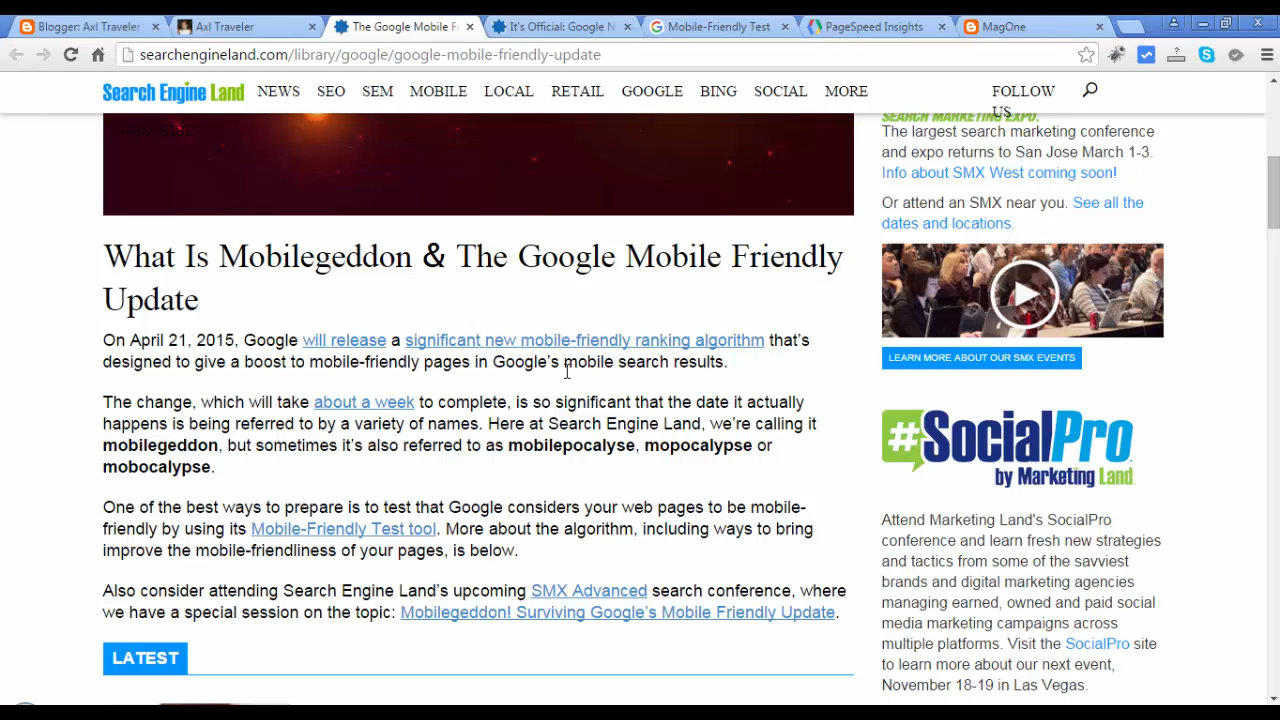 Blogger: Axl Traveler
Axl Traveler
The Google Mobile F
It's Official: Google N
Mobile-Friendly Test
PageSpeed Insights
MagOne
searchengineland.com/library/google/google-mobile-friendly-update
Search Engine Land NEWS SEO SEM MOBILE LOCAL RETAIL GOOGLE BING SOCIAL MORE FOLLOW US
What Is Mobilegeddon & The Google Mobile Friendly
Update
On April 21, 2015, Google will release a significant new mobile-friendly ranking algorithm that's
designed to give a boost to mobile-friendly pages in Google's mobile search results.
The change, which will take about a week to complete, is so significant that the date it actually
happens is being referred to by a variety of names. Here at Search Engine Land, we're calling it
mobilegeddon, but sometimes it's also referred to as mobilepocalyse, mopocalypse or
mobocalypse.
One of the best ways to prepare is to test that Google considers your web pages to be mobile-
friendly by using its Mobile-Friendly Test tool. More about the algorithm, including ways to bring
improve the mobile-friendliness of your pages, is below.
Also consider attending Search Engine Land's upcoming SMX Advanced search conference, where
we have a special session on the topic: Mobilegeddon! Surviving Google's Mobile Friendly Update.
LATEST
SEARCH MARKETING EXPO.
The largest search marketing conference
and expo returns to San Jose March 1-3.
Info about SMX West coming soon!
Or attend an SMX near you. See all the
dates and locations.
LEARN MORE ABOUT OUR SMX EVENTS
#SocialPro
by Marketing Land
Attend Marketing Land's SocialPro
conference and learn fresh new strategies
and tactics from some of the savviest
brands and digital marketing agencies
managing earned, owned and paid social
media marketing campaigns across
multiple platforms. Visit the SocialPro site
to learn more about our next event,
November 18-19 in Las Vegas.